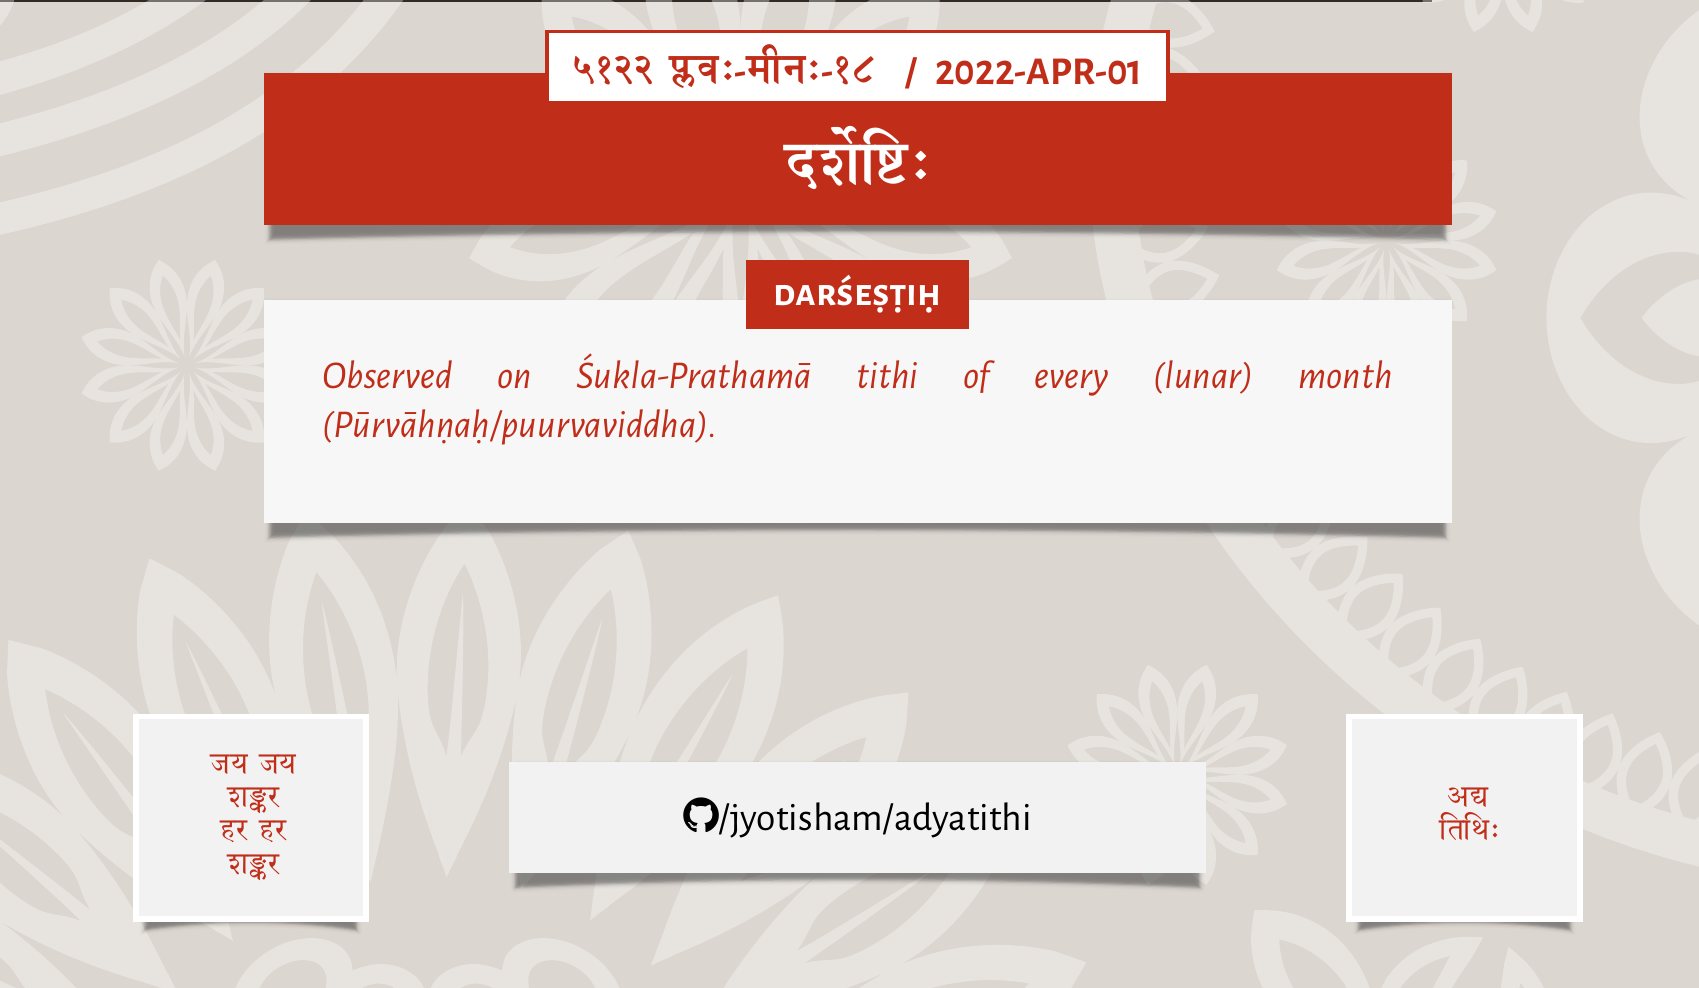 ५१२२ प्लवः-मीनः-१८ / 2022-APR-01
दर्शेष्टिः
DARŚEṢṬIḤ
Observed on Śukla-Prathamā tithi of every (lunar) month
(Pūrvāhṇaḥ/puurvaviddha).
जय जय
शङ्कर
हर हर
शङ्कर
/jyotisham/adyatithi
अद्य
तिथिः